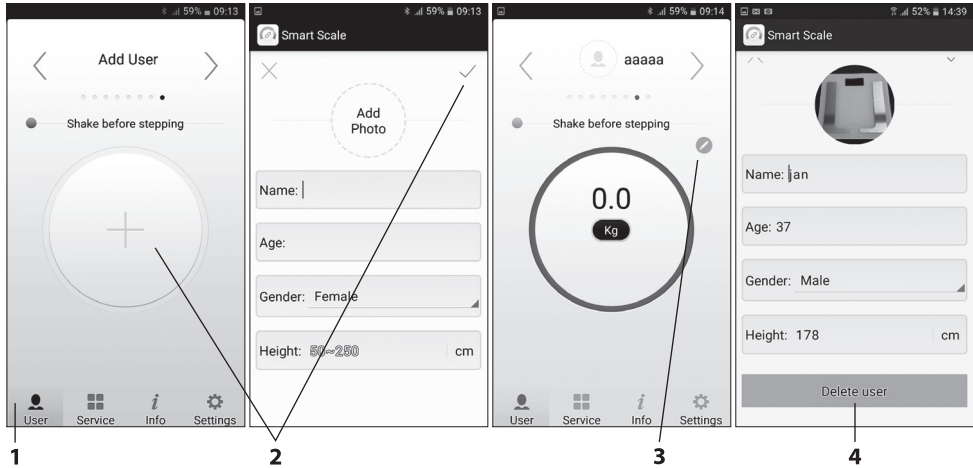 59% 09:13
Add User
Shake before stepping
User Service Info Settings
59% 09:13
Smart Scale
Add
Photo
Name:
Age:
Gender: Female
Height: 50~250 cm
59% 09:14
aaaaa
Shake before stepping
0.0
Kg
User Service Info Settings
52% 14:39
Smart Scale
Name: jan
Age: 37
Gender: Male
Height: 178 cm
Delete user
1 2 3 4